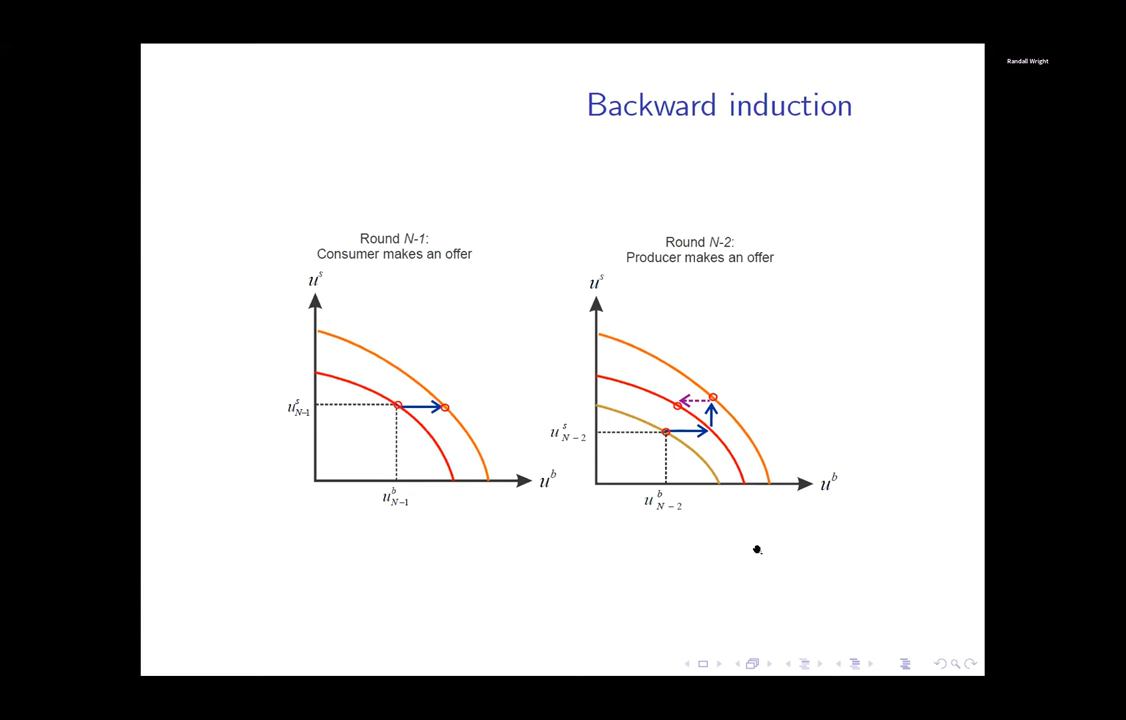 Randall Wright
Backward induction
Round N-1:
Consumer makes an offer
Round N-2:
Producer makes an offer
u^s
u^s_{N-1}
u^b_{N-1}
u^b
u^s
u^s_{N-2}
u^b_{N-2}
u^b